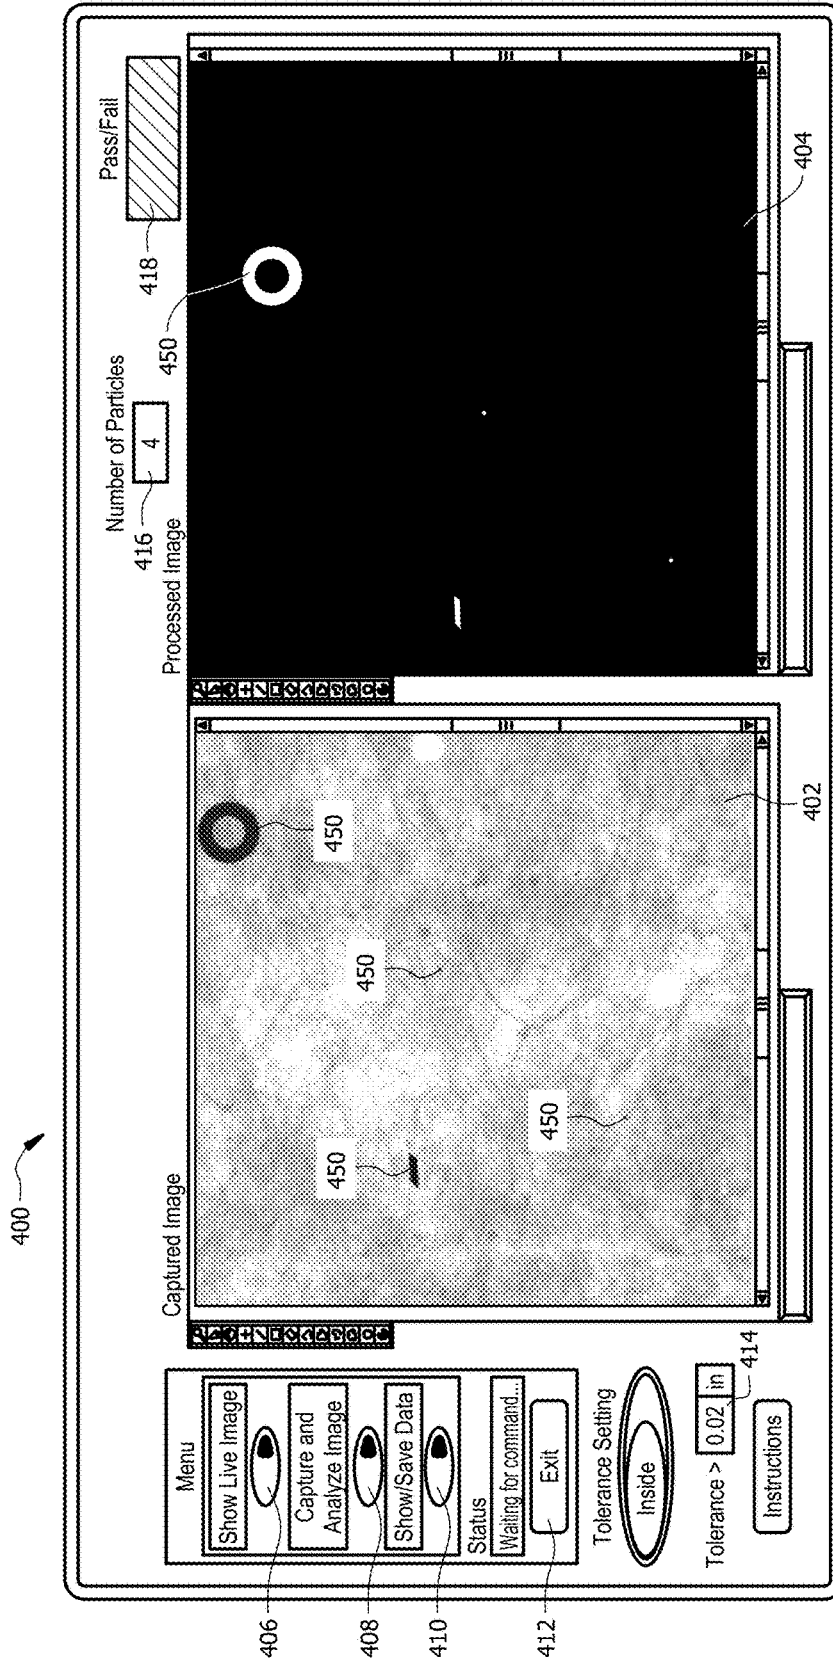 400
Menu
Show Live Image
406
Capture and
Analyze Image
408
Show/Save Data
410
Status
Waiting for command...
Exit
412
Tolerance Setting
Inside
Tolerance > 0.02 in
414
Instructions
Captured Image
450
450
450
450
402
Number of Particles
416
4
Processed Image
450
Pass/Fail
418
404